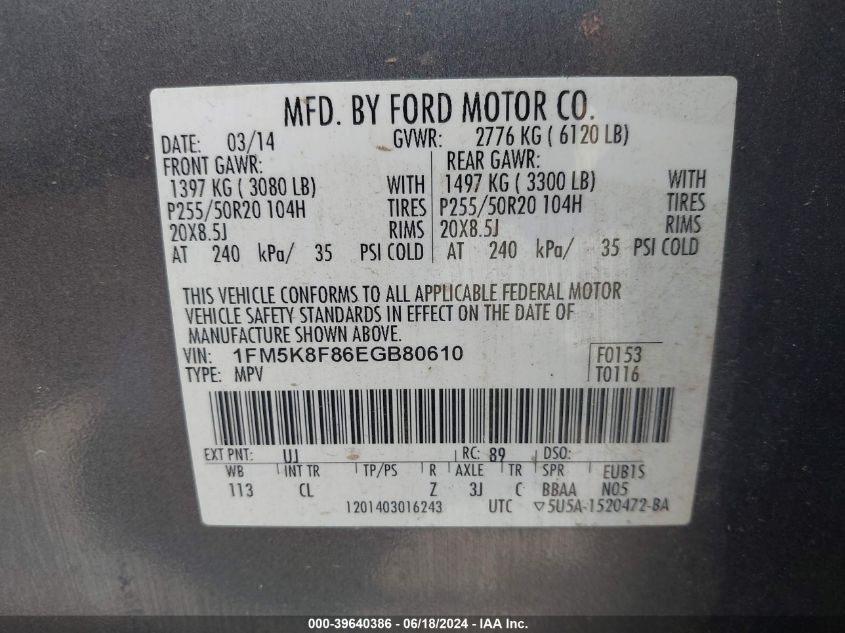 MFD. BY FORD MOTOR CO.
DATE: 03/14 GVWR: 2776 KG ( 6120 LB)
FRONT GAWR: REAR GAWR:
1397 KG ( 3080 LB) WITH 1497 KG ( 3300 LB) WITH
P255/50R20 104H TIRES P255/50R20 104H TIRES
20X8.5J RIMS 20X8.5J RIMS
AT 240 kPa/ 35 PSI COLD AT 240 kPa/ 35 PSI COLD
THIS VEHICLE CONFORMS TO ALL APPLICABLE FEDERAL MOTOR
VEHICLE SAFETY STANDARDS IN EFFECT ON THE DATE OF
MANUFACTURE SHOWN ABOVE.
VIN: 1FM5K8F86EGB80610 F0153
TYPE: MPV T0116
EXT PNT: UJ RC: 89 DSO:
WB INT TR TP/PS R AXLE TR SPR EUB1S
113 CL Z 3J C BBAA N05
1201403016243 UTC ▽5U5A-1520472-BA
000-39640386 - 06/18/2024 - IAA Inc.